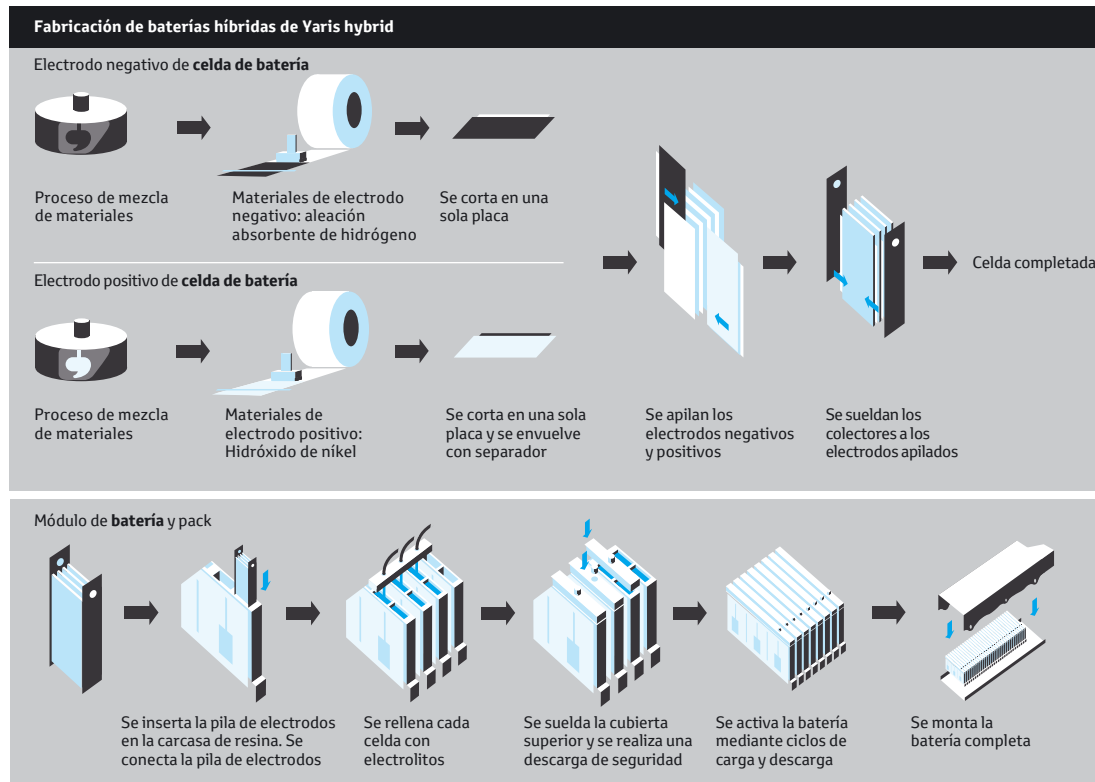 Fabricación de baterías híbridas de Yaris hybrid
Electrodo negativo de celda de batería
Proceso de mezcla
de materiales
Materiales de electrodo
negativo: aleación
absorbente de hidrógeno
Se corta en una
sola placa
Electrodo positivo de celda de batería
Celda completada
Proceso de mezcla
de materiales
Materiales de
electrodo positivo:
Hidróxido de níkel
Se corta en una sola
placa y se envuelve
con separador
Se apilan los
electrodos negativos
y positivos
Se sueldan los
colectores a los
electrodos apilados
Módulo de batería y pack
Se inserta la pila de electrodos
en la carcasa de resina. Se
conecta la pila de electrodos
Se rellena cada
celda con
electrolitos
Se suelda la cubierta
superior y se realiza una
descarga de seguridad
Se activa la batería
mediante ciclos de
carga y descarga
Se monta la
batería completa